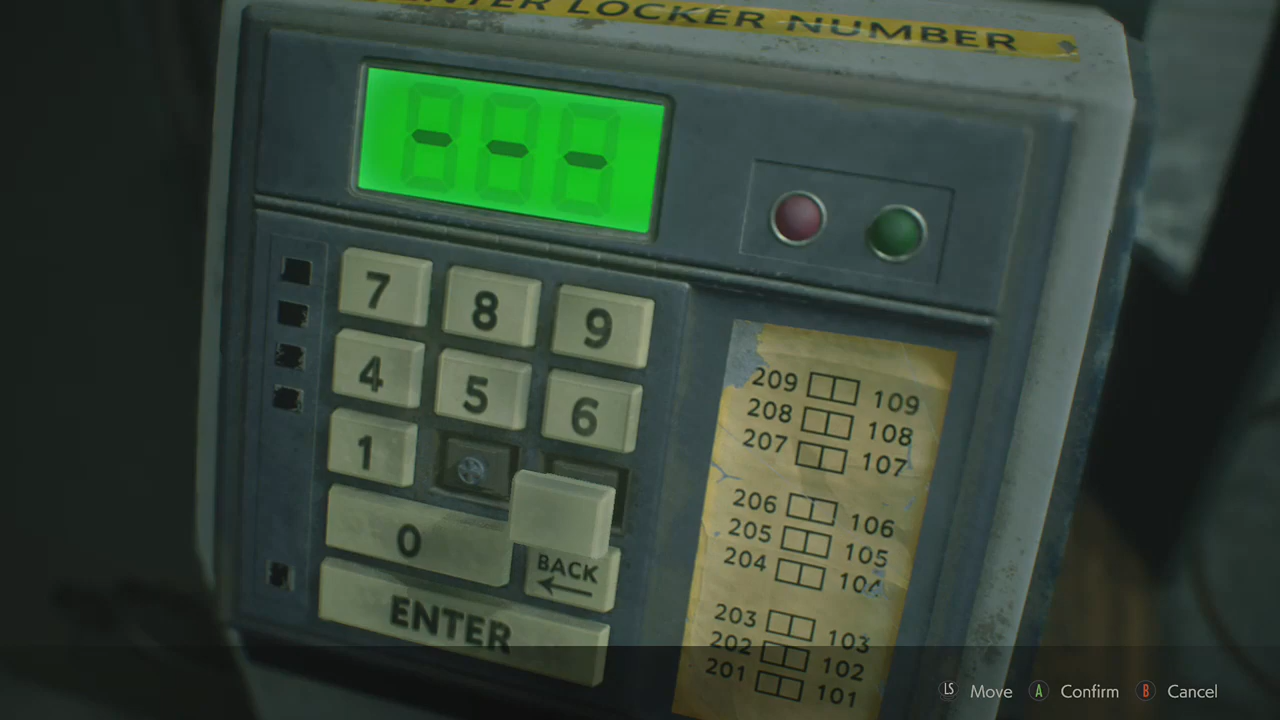 ENTER LOCKER NUMBER
7 8 9
4 5 6
1
0
BACK
ENTER
209 109
208 108
207 107
206 106
205 105
204 104
203 103
202 102
201 101
LS Move A Confirm B Cancel